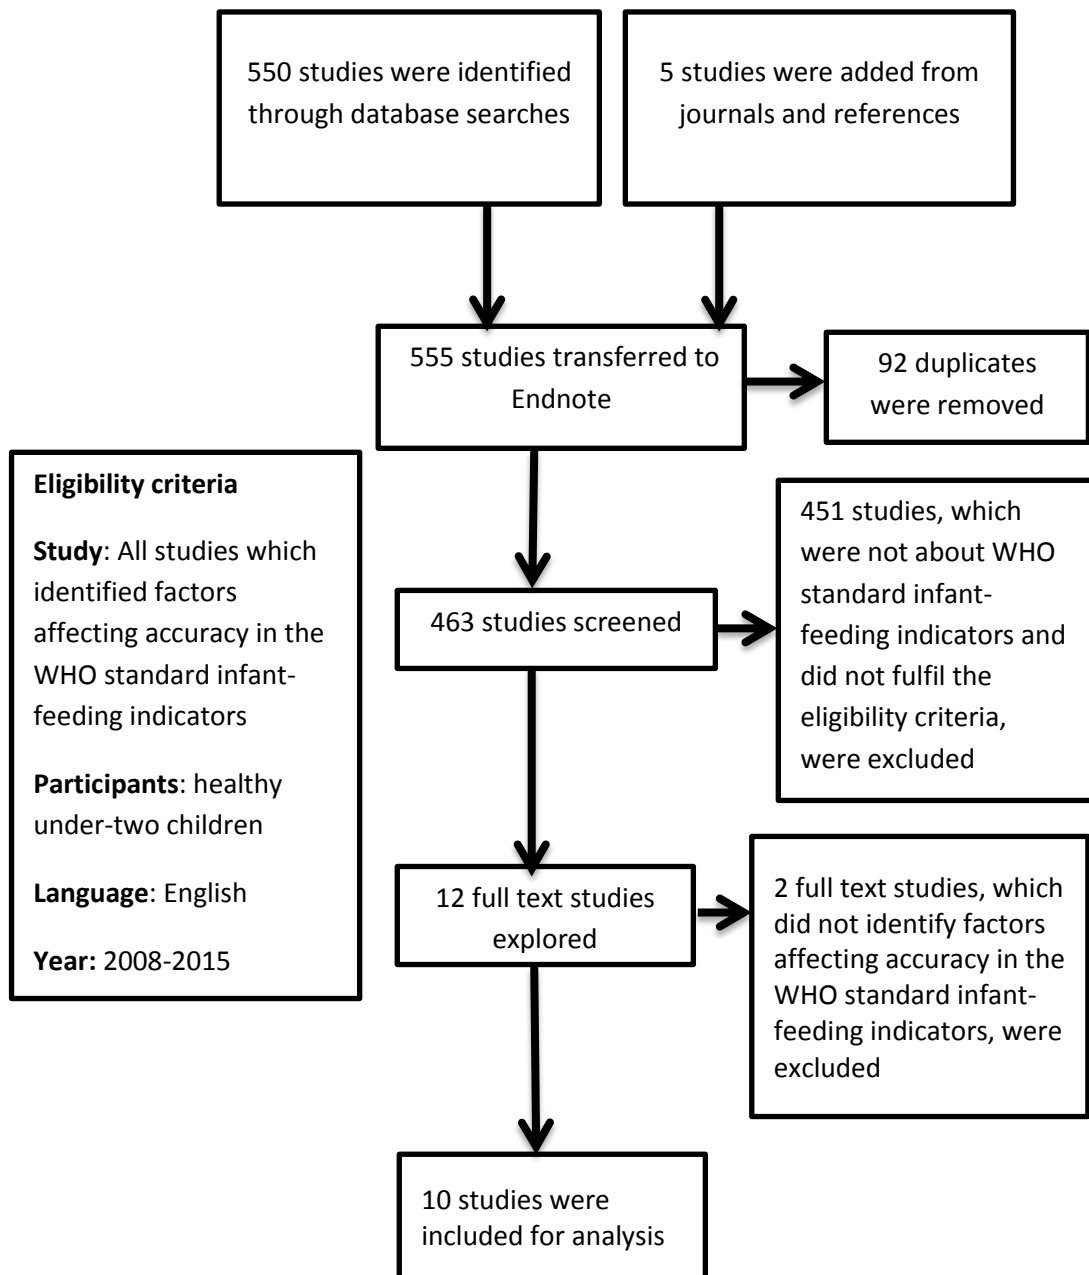 550 studies were identified
through database searches
5 studies were added from
journals and references
555 studies transferred to
Endnote
92 duplicates
were removed
Eligibility criteria
Study: All studies which
identified factors
affecting accuracy in the
WHO standard infant-
feeding indicators
Participants: healthy
under-two children
Language: English
Year: 2008-2015
463 studies screened
451 studies, which
were not about WHO
standard infant-
feeding indicators and
did not fulfil the
eligibility criteria,
were excluded
12 full text studies
explored
2 full text studies, which
did not identify factors
affecting accuracy in the
WHO standard infant-
feeding indicators, were
excluded
10 studies were
included for analysis